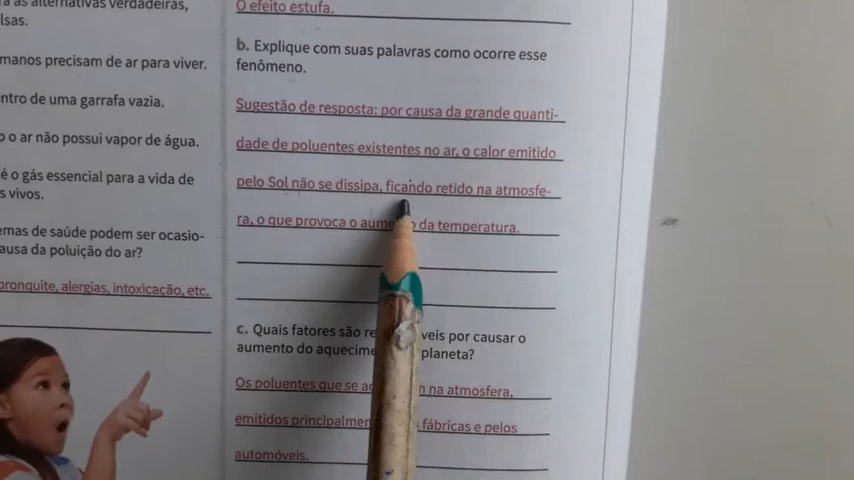 ra as alternativas verdadeiras,
lsas.
manos precisam de ar para viver.
ntro de uma garrafa vazia.
o o ar não possui vapor de água.
é o gás essencial para a vida de
s vivos.
emas de saúde podem ser ocasio-
ausa da poluição do ar?
bronquite, alergias, intoxicação, etc.
O efeito estufa.
b. Explique com suas palavras como ocorre esse
fenômeno.
Sugestão de resposta: por causa da grande quanti-
dade de poluentes existentes no ar, o calor emitido
pelo Sol não se dissipa, ficando retido na atmosfe-
ra, o que provoca o aume da temperatura.
c. Quais fatores são re veis por causar o
aumento do aquecime planeta?
Os poluentes que se ac m na atmosfera,
emitidos principalmen fábricas e pelos
automóveis.